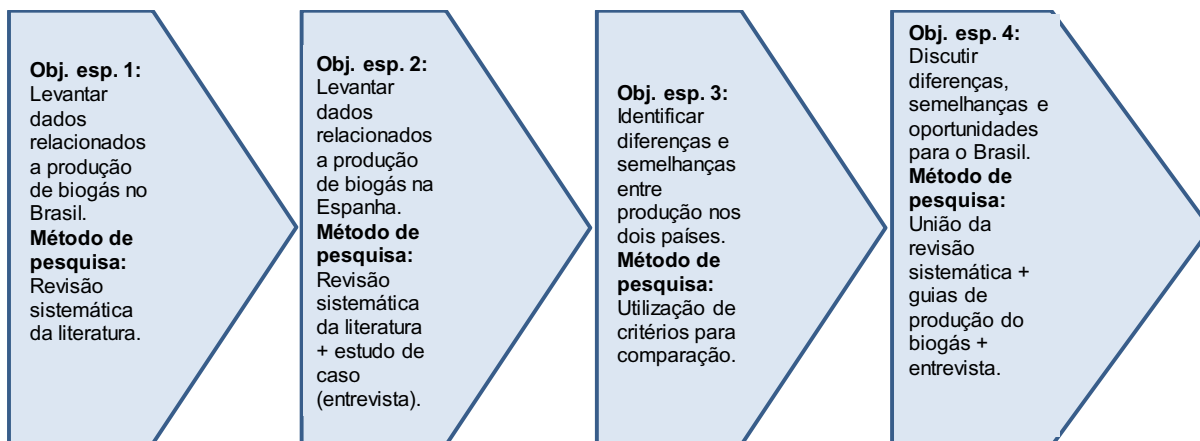 Obj. esp. 1:
Levantar
dados
relacionados
a produção
de biogás no
Brasil.
Método de
pesquisa:
Revisão
sistemática
da literatura.
Obj. esp. 2:
Levantar
dados
relacionados
a produção
de biogás na
Espanha.
Método de
pesquisa:
Revisão
sistemática
da literatura
+ estudo de
caso
(entrevista).
Obj. esp. 3:
Identificar
diferenças e
semelhanças
entre
produção nos
dois países.
Método de
pesquisa:
Utilização de
critérios para
comparação.
Obj. esp. 4:
Discutir
diferenças,
semelhanças e
oportunidades
para o Brasil.
Método de
pesquisa:
União da
revisão
sistemática +
guias de
produção do
biogás +
entrevista.